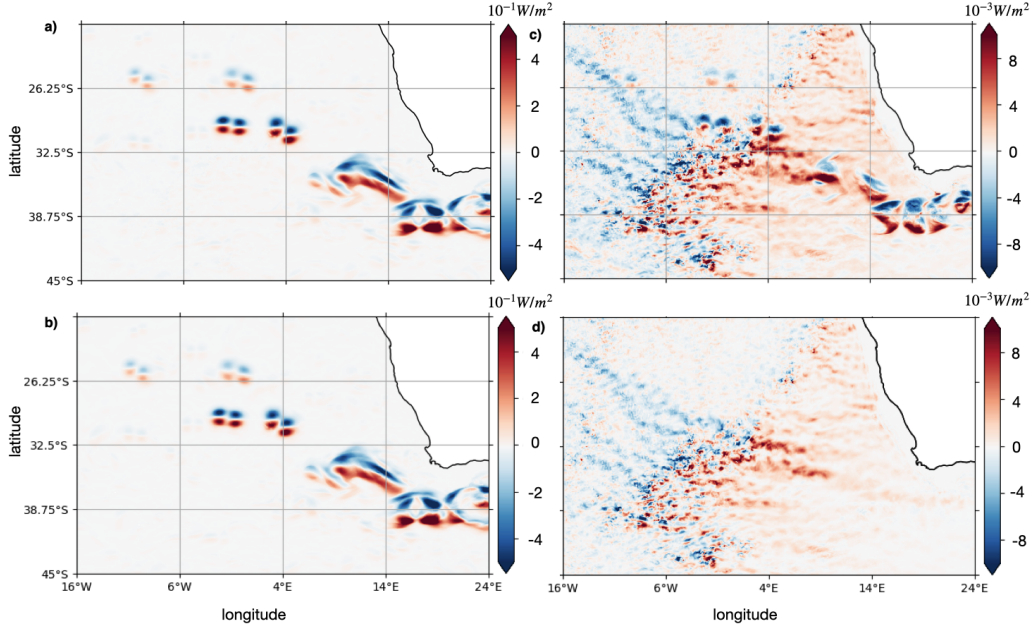 10⁻¹W/m²
a)
4
2
0
-2
-4
26.25°S
32.5°S
38.75°S
45°S
latitude
10⁻³W/m²
c)
8
4
0
-4
-8
10⁻¹W/m²
b)
4
2
0
-2
-4
26.25°S
32.5°S
38.75°S
45°S
latitude
16°W 6°W 4°E 14°E 24°E
longitude
10⁻³W/m²
d)
8
4
0
-4
-8
16°W 6°W 4°E 14°E 24°E
longitude